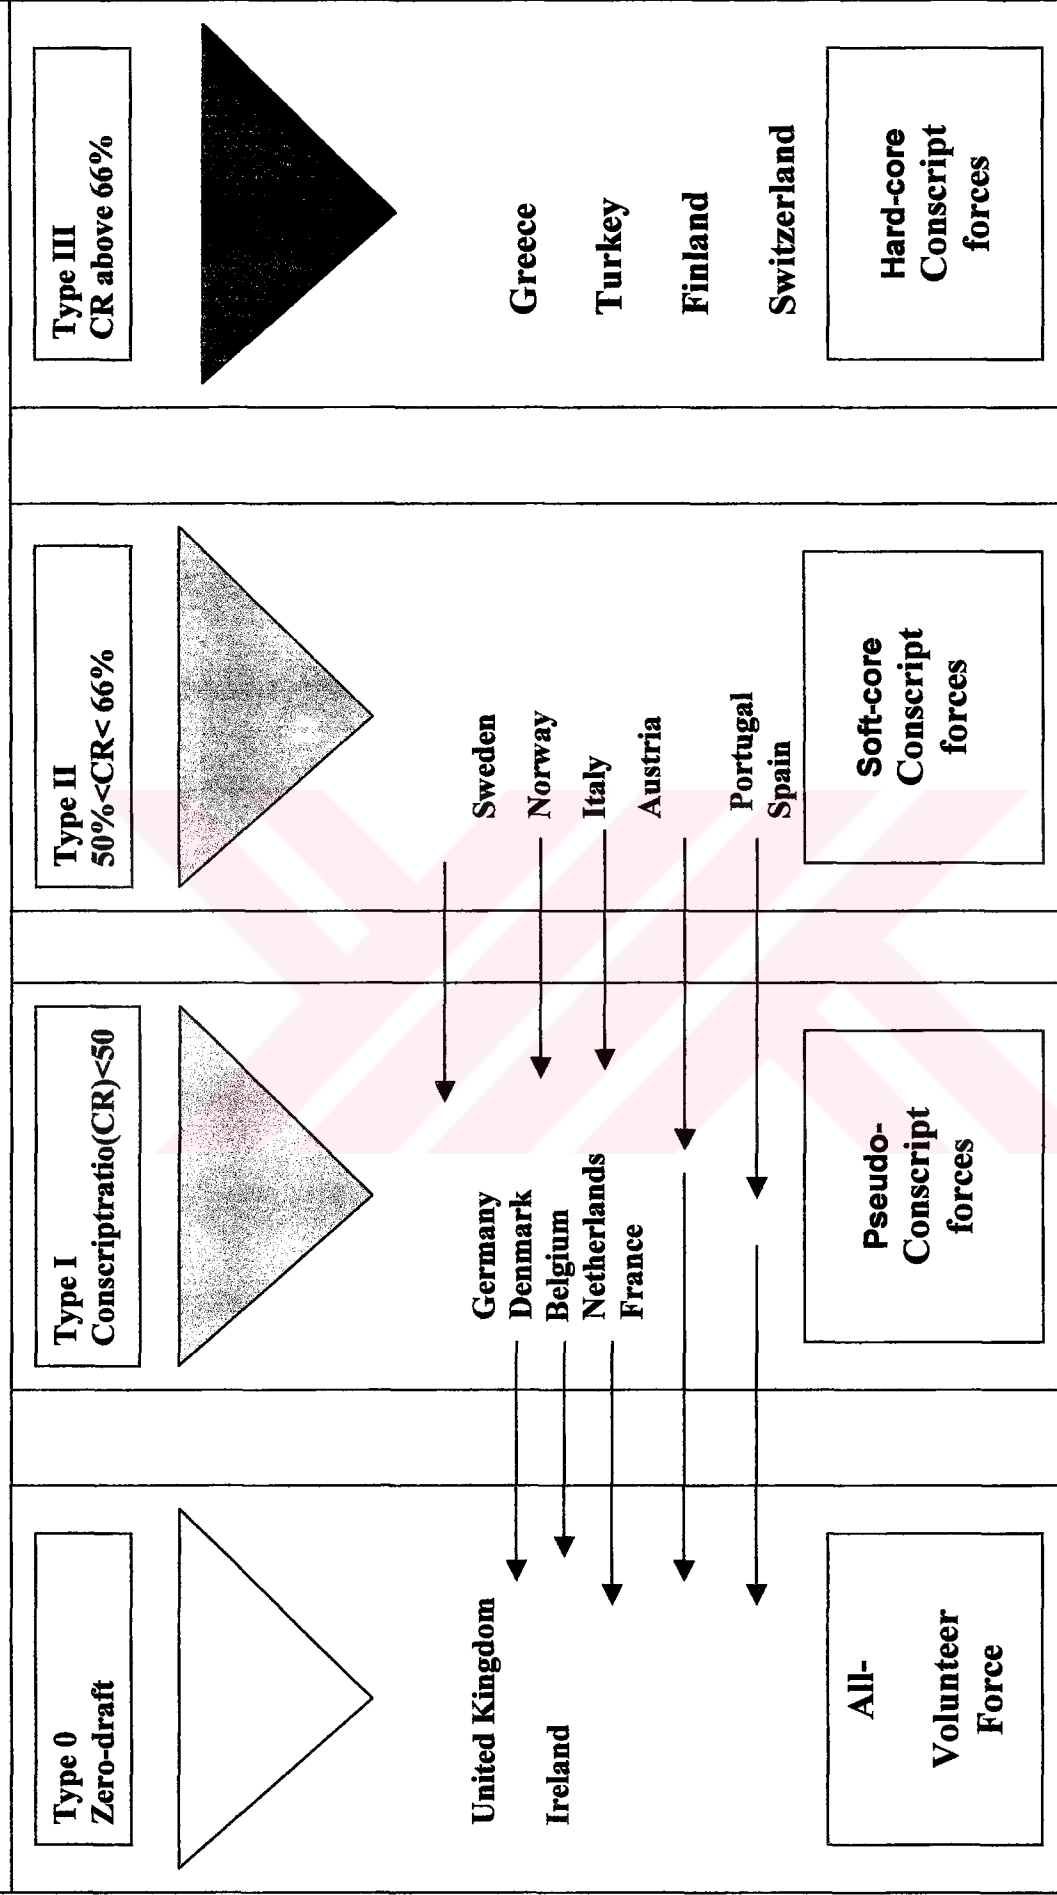 Type 0
Zero-draft
United Kingdom
Ireland
All-
Volunteer
Force
Type I
Conscriptratio(CR)<50
Germany
Denmark
Belgium
Netherlands
France
Pseudo-
Conscript
forces
Type II
50%<CR< 66%
Sweden
Norway
Italy
Austria
Portugal
Spain
Soft-core
Conscript
forces
Type III
CR above 66%
Greece
Turkey
Finland
Switzerland
Hard-core
Conscript
forces